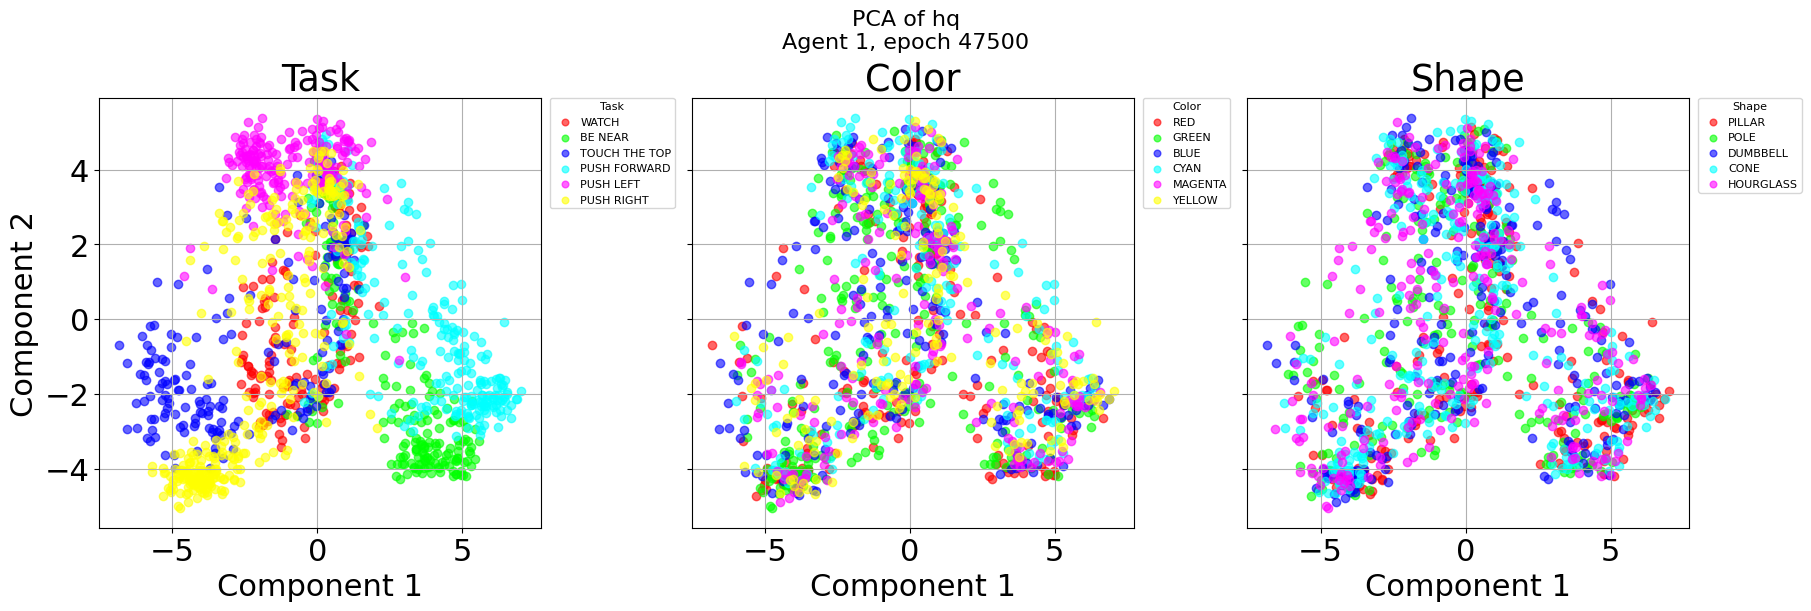 PCA of hq
Agent 1, epoch 47500
Task
Color
Shape
Task
WATCH
BE NEAR
TOUCH THE TOP
PUSH FORWARD
PUSH LEFT
PUSH RIGHT
Color
RED
GREEN
BLUE
CYAN
MAGENTA
YELLOW
Shape
PILLAR
POLE
DUMBBELL
CONE
HOURGLASS
Component 2
4
2
0
−2
−4
−5 0 5
−5 0 5
−5 0 5
Component 1
Component 1
Component 1